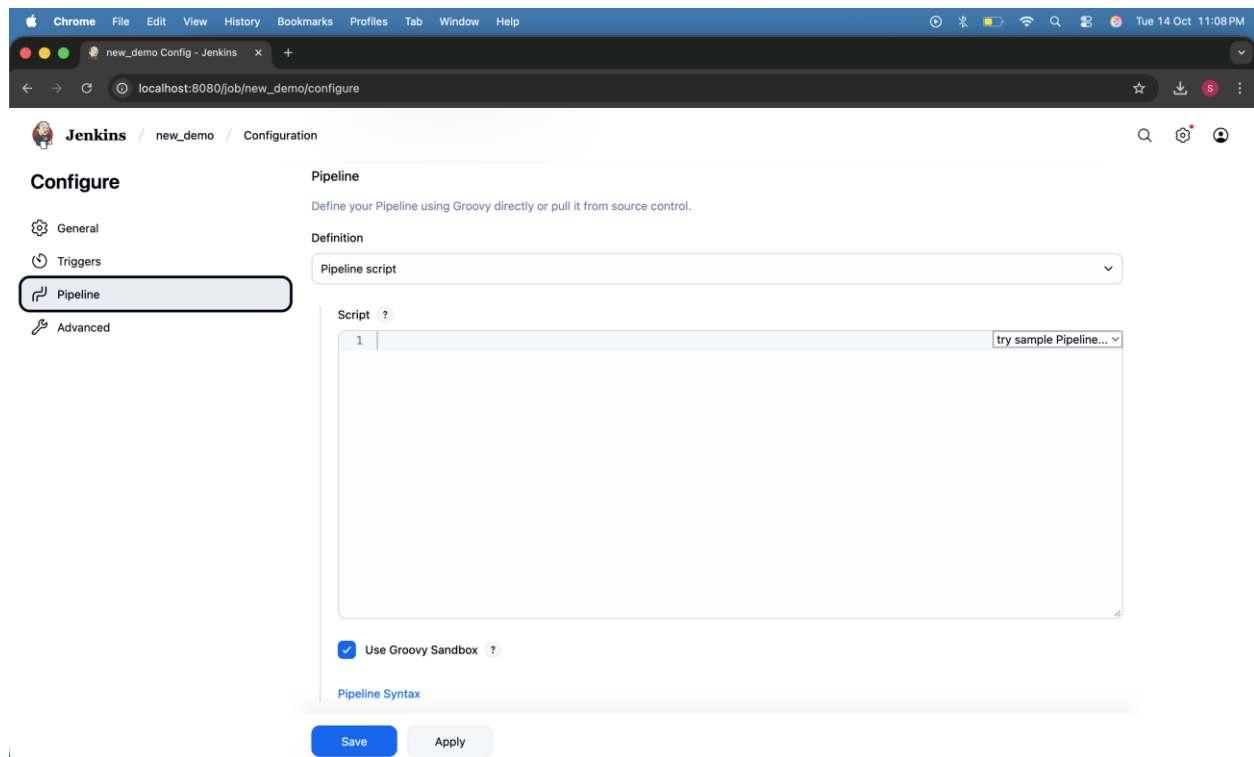 Chrome File Edit View History Bookmarks Profiles Tab Window Help Tue 14 Oct 11:08 PM
new_demo Config - Jenkins
localhost:8080/job/new_demo/configure S
Jenkins / new_demo / Configuration
Configure
General
Triggers
Pipeline
Advanced
Pipeline
Define your Pipeline using Groovy directly or pull it from source control.
Definition
Pipeline script
Script ?
1 try sample Pipeline...
Use Groovy Sandbox ?
Pipeline Syntax
Save Apply